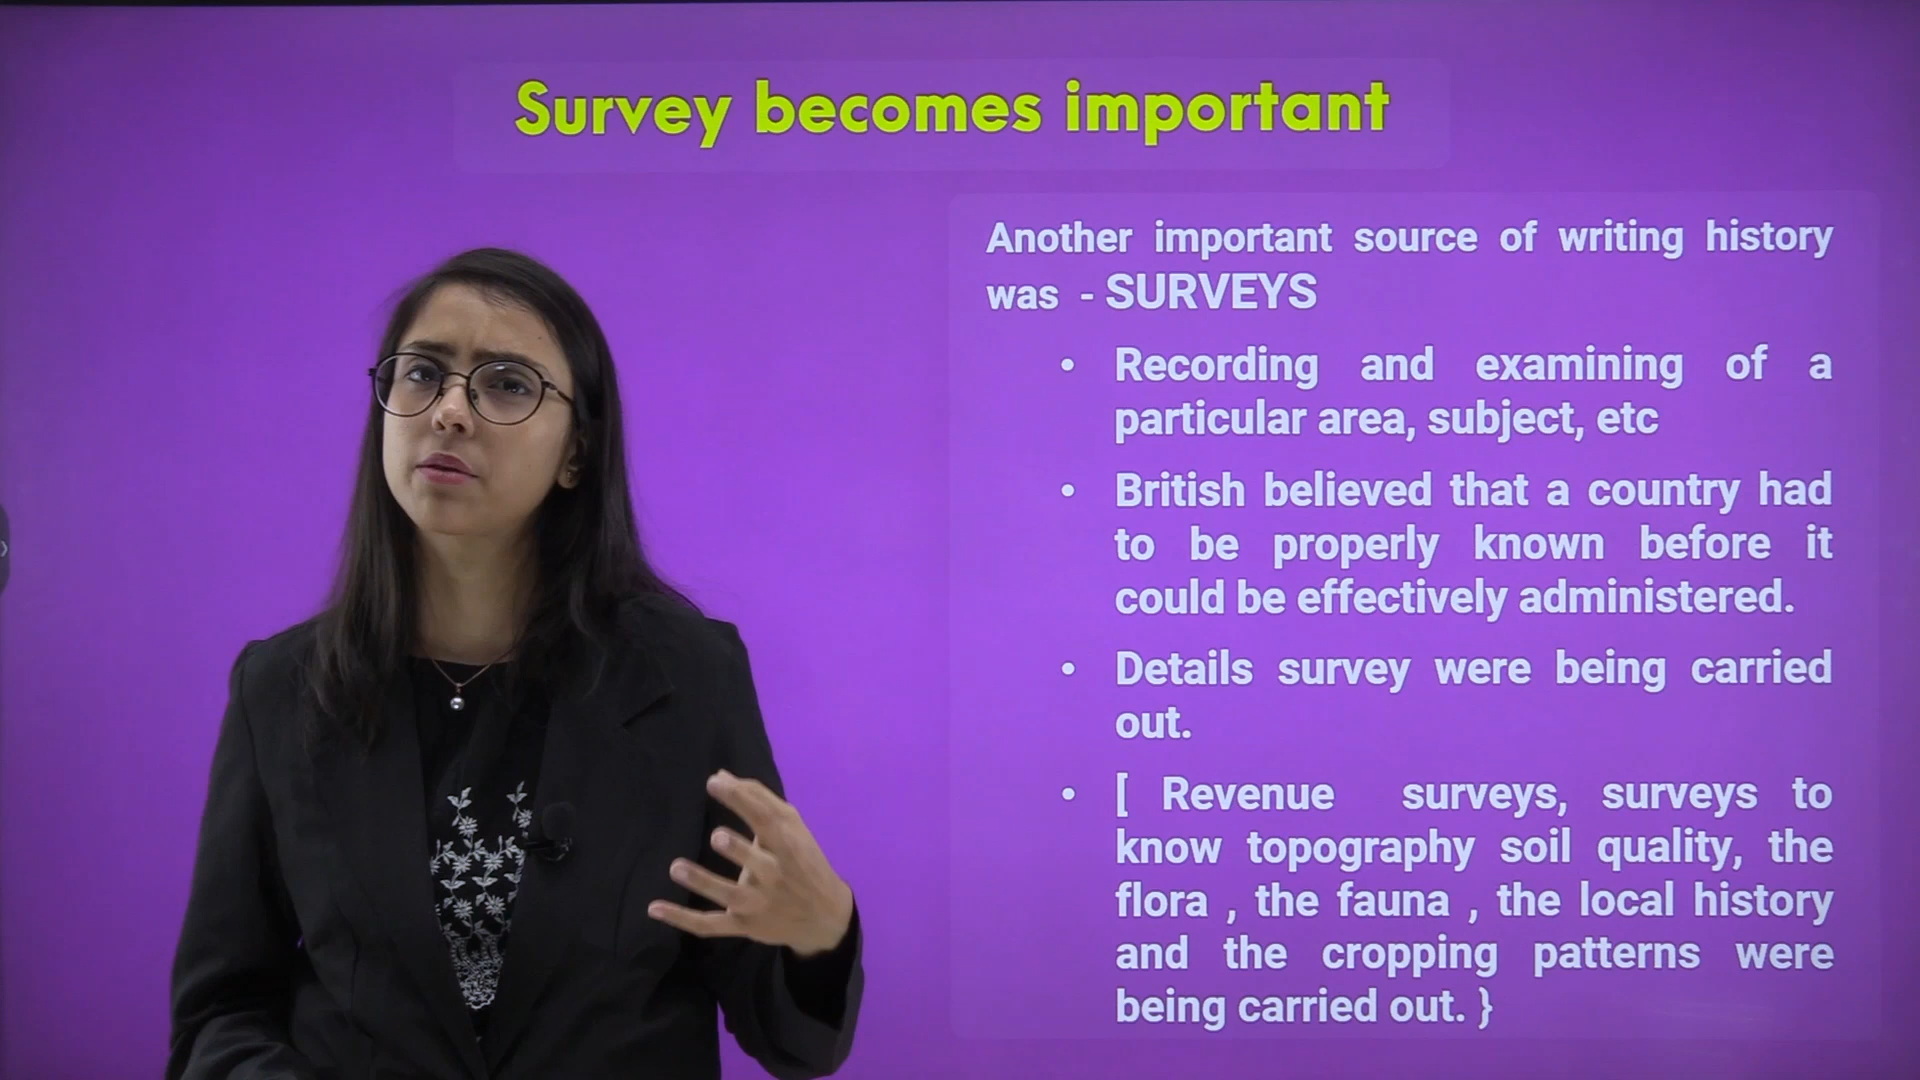 Survey becomes important
Another important source of writing history
was - SURVEYS
• Recording and examining of a
particular area, subject, etc
• British believed that a country had
to be properly known before it
could be effectively administered.
• Details survey were being carried
out.
• [ Revenue surveys, surveys to
know topography soil quality, the
flora , the fauna , the local history
and the cropping patterns were
being carried out. }